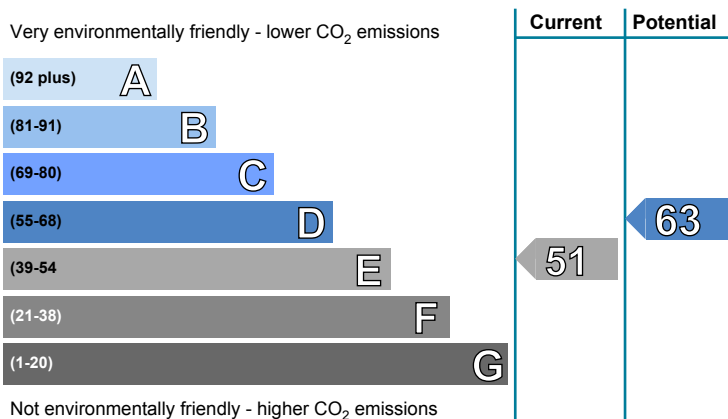 Current Potential
Very environmentally friendly - lower CO2 emissions
(92 plus) A
(81-91) B
(69-80) C
(55-68) D
63
(39-54 E
51
(21-38) F
(1-20) G
Not environmentally friendly - higher CO2 emissions